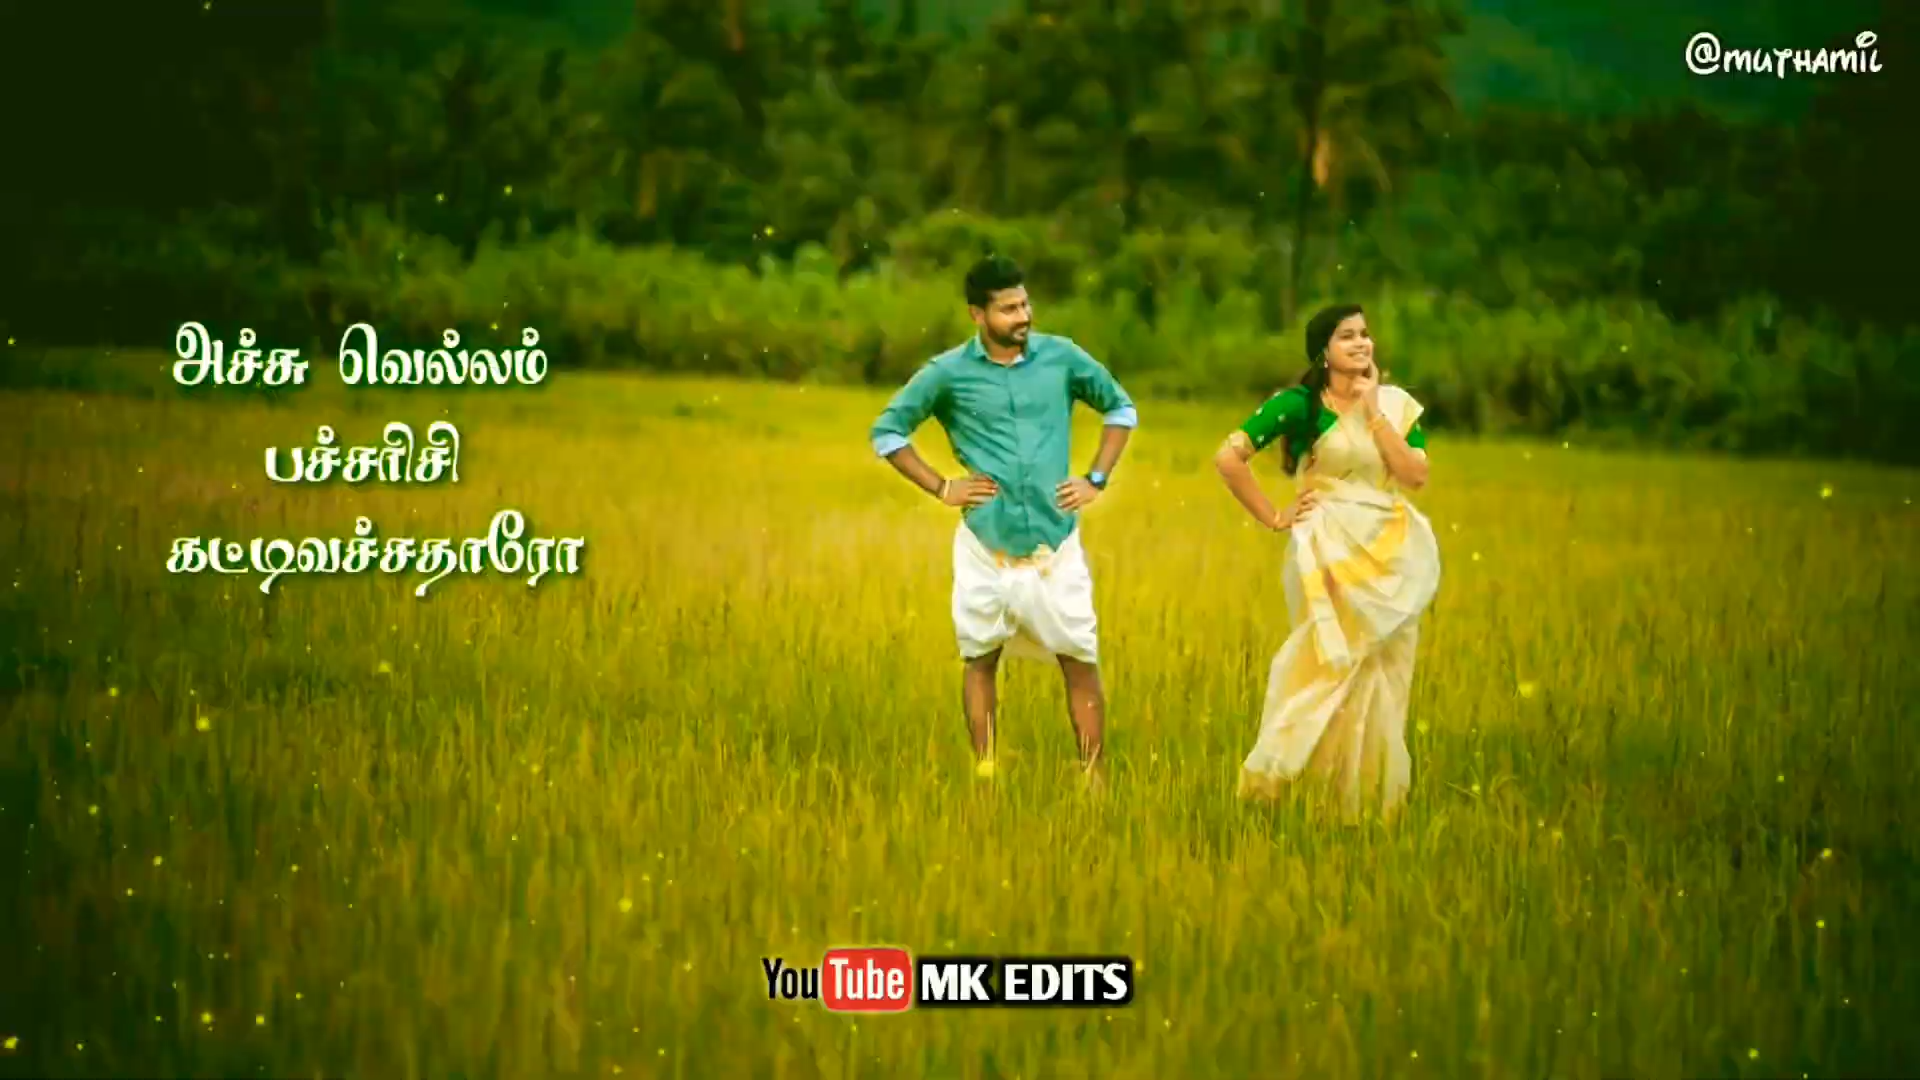 @muthamil
அச்சு வெல்லம்
பச்சரிசி
கட்டிவச்சதாரோ
YouTube MK EDITS